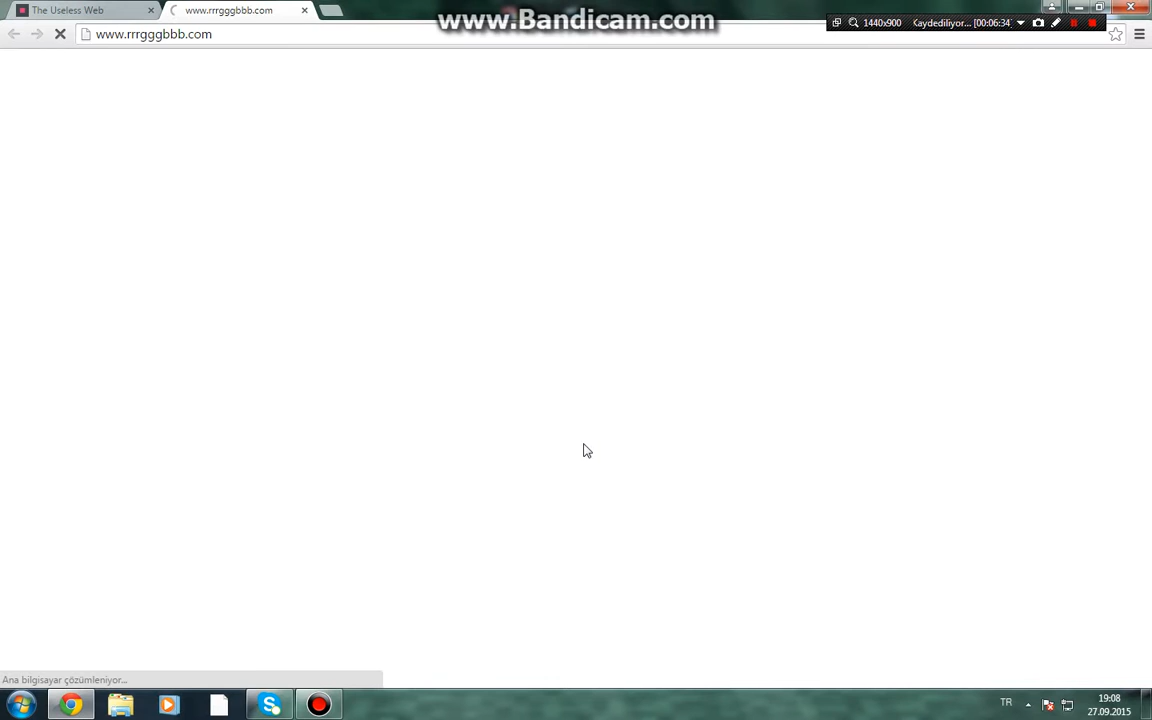 The Useless Web
www.rrrgggbbb.com
www.Bandicam.com
1440x900
Kaydediliyor... [00:06:34]
www.rrrgggbbb.com
Ana bilgisayar çözümleniyor...
TR
19:08
27.09.2015